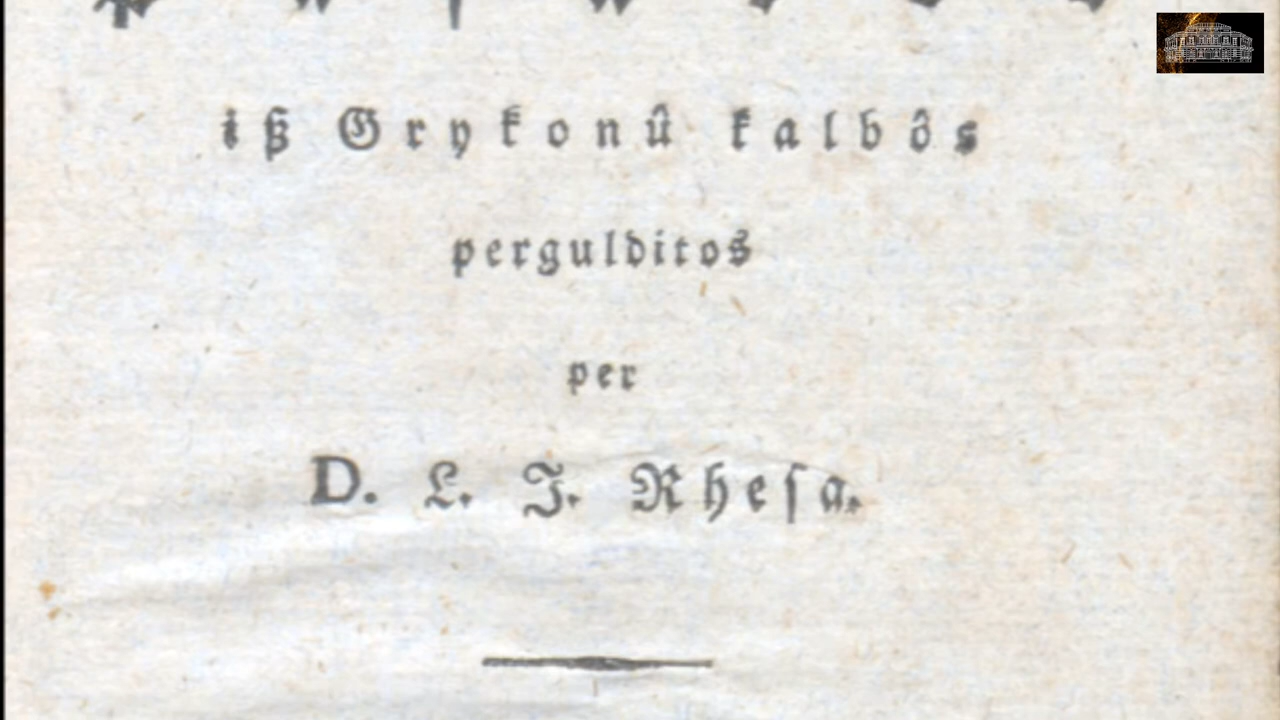 iß Grykonû kalbôs
pergulditos
per
D. L. J. Rhesa.